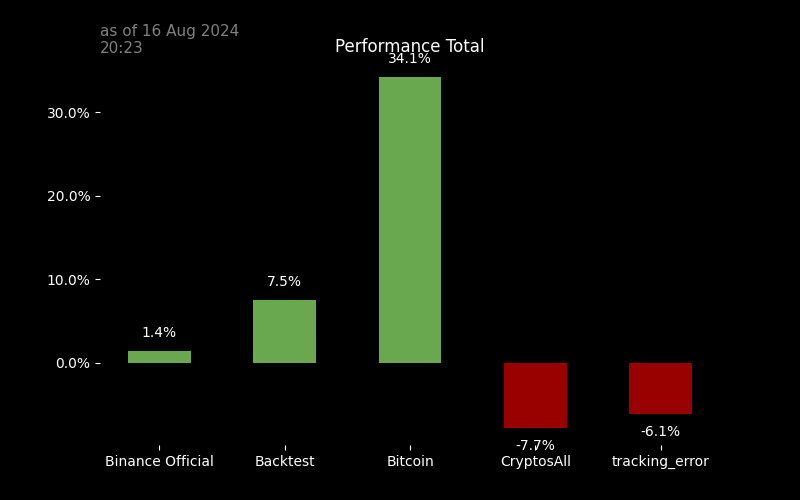 as of 16 Aug 2024
20:23
Performance Total
34.1%
30.0%
20.0%
10.0%
7.5%
1.4%
0.0%
-6.1%
-7.7%
Binance Official
Backtest
Bitcoin
CryptosAll
tracking_error